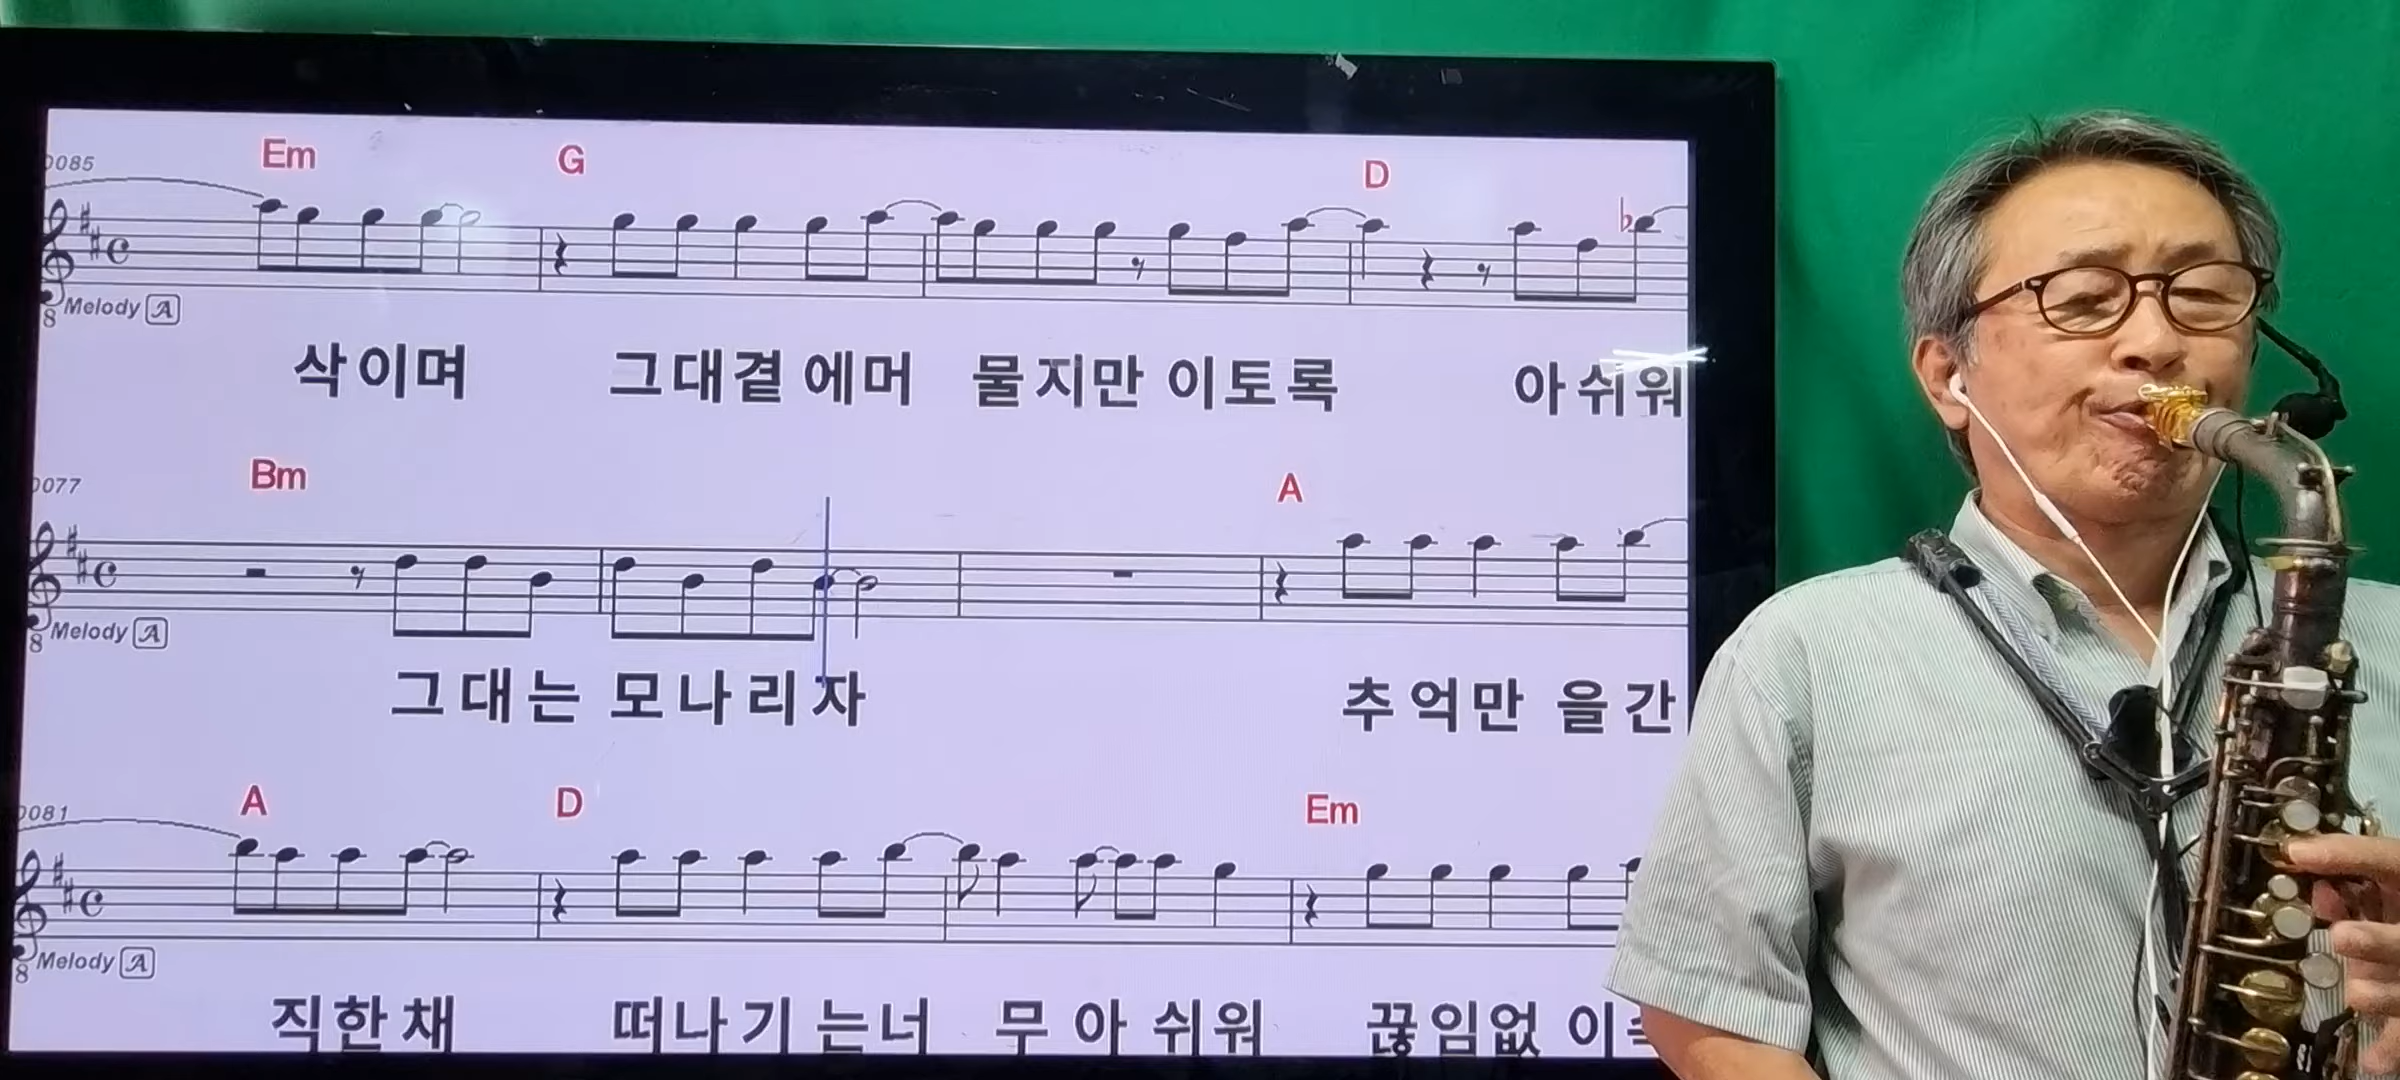 Em G D
0085
Melody A
삭이며 그대곁에머 물지만 이토록 아쉬워
Bm A
0077
Melody A
그대는 모나리자 추억만 을간
A D Em
0081
Melody A
직한채 떠나기 는너 무 아 쉬워 끊임없 이